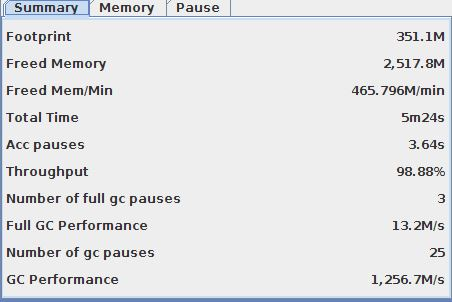 Summary Memory Pause
Footprint 351.1M
Freed Memory 2,517.8M
Freed Mem/Min 465.796M/min
Total Time 5m24s
Acc pauses 3.64s
Throughput 98.88%
Number of full gc pauses 3
Full GC Performance 13.2M/s
Number of gc pauses 25
GC Performance 1,256.7M/s